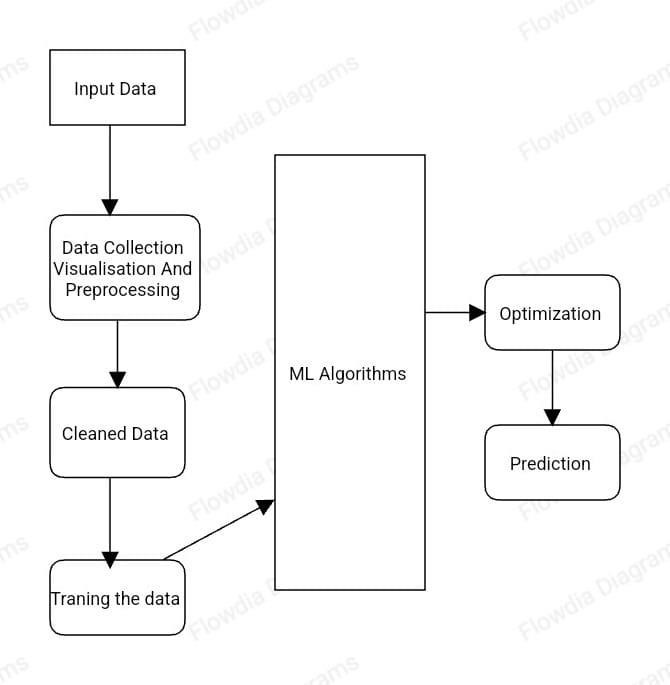 Input Data
Data Collection
Visualisation And
Preprocessing
Cleaned Data
Traning the data
ML Algorithms
Optimization
Prediction
Flowdia Diagrams